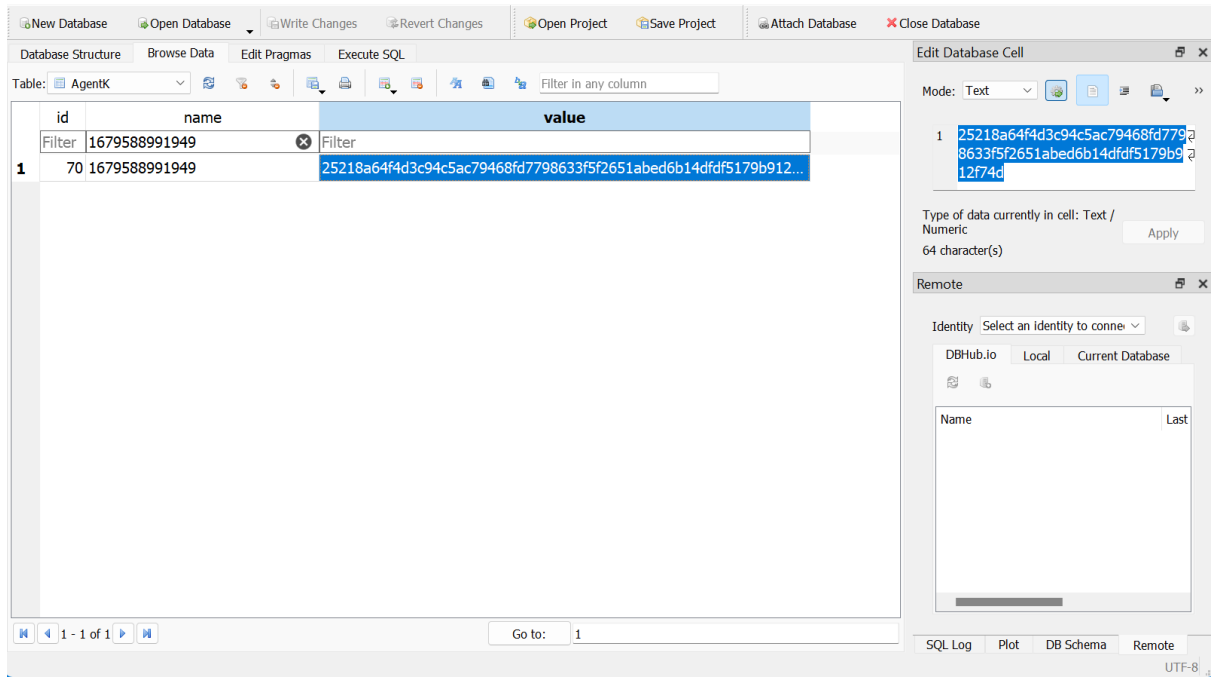 New Database Open Database Write Changes Revert Changes Open Project Save Project Attach Database Close Database
Database Structure Browse Data Edit Pragmas Execute SQL
Table: AgentK Filter in any column
id name value
Filter 1679588991949 Filter
1 70 1679588991949 25218a64f4d3c94c5ac79468fd7798633f5f2651abed6b14dfdf5179b912...
1 - 1 of 1 Go to: 1
Edit Database Cell
Mode: Text
1 25218a64f4d3c94c5ac79468fd779
8633f5f2651abed6b14dfdf5179b9
12f74d
Type of data currently in cell: Text /
Numeric
Apply
64 character(s)
Remote
Identity Select an identity to conne
DBHub.io Local Current Database
Name Last
SQL Log Plot DB Schema Remote
UTF-8